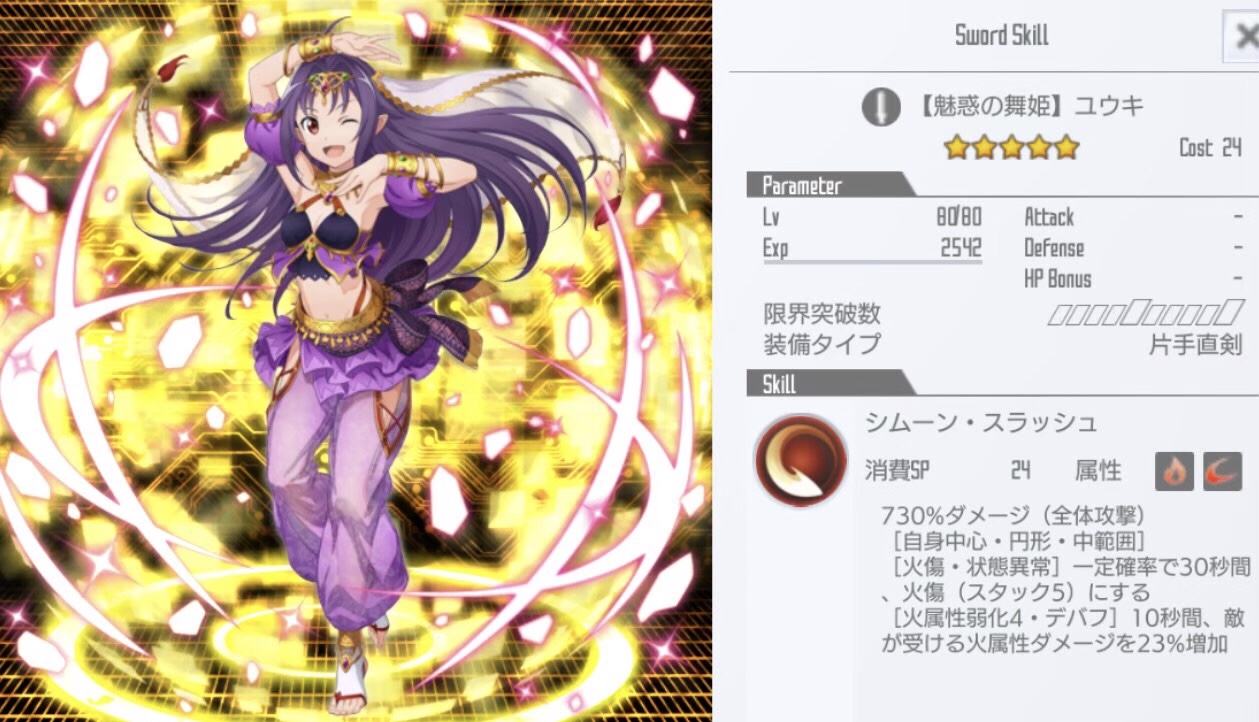 Sword Skill
【魅惑の舞姫】ユウキ
Cost 24
Parameter
Lv 80/80 Attack -
Exp 2542 Defense -
HP Bonus -
限界突破数
装備タイプ 片手直剣
Skill
シムーン・スラッシュ
消費SP 24 属性
730%ダメージ（全体攻撃）
［自身中心・円形・中範囲］
［火傷・状態異常］一定確率で30秒間
、火傷（スタック5）にする
［火属性弱化4・デバフ］10秒間、敵
が受ける火属性ダメージを23%増加